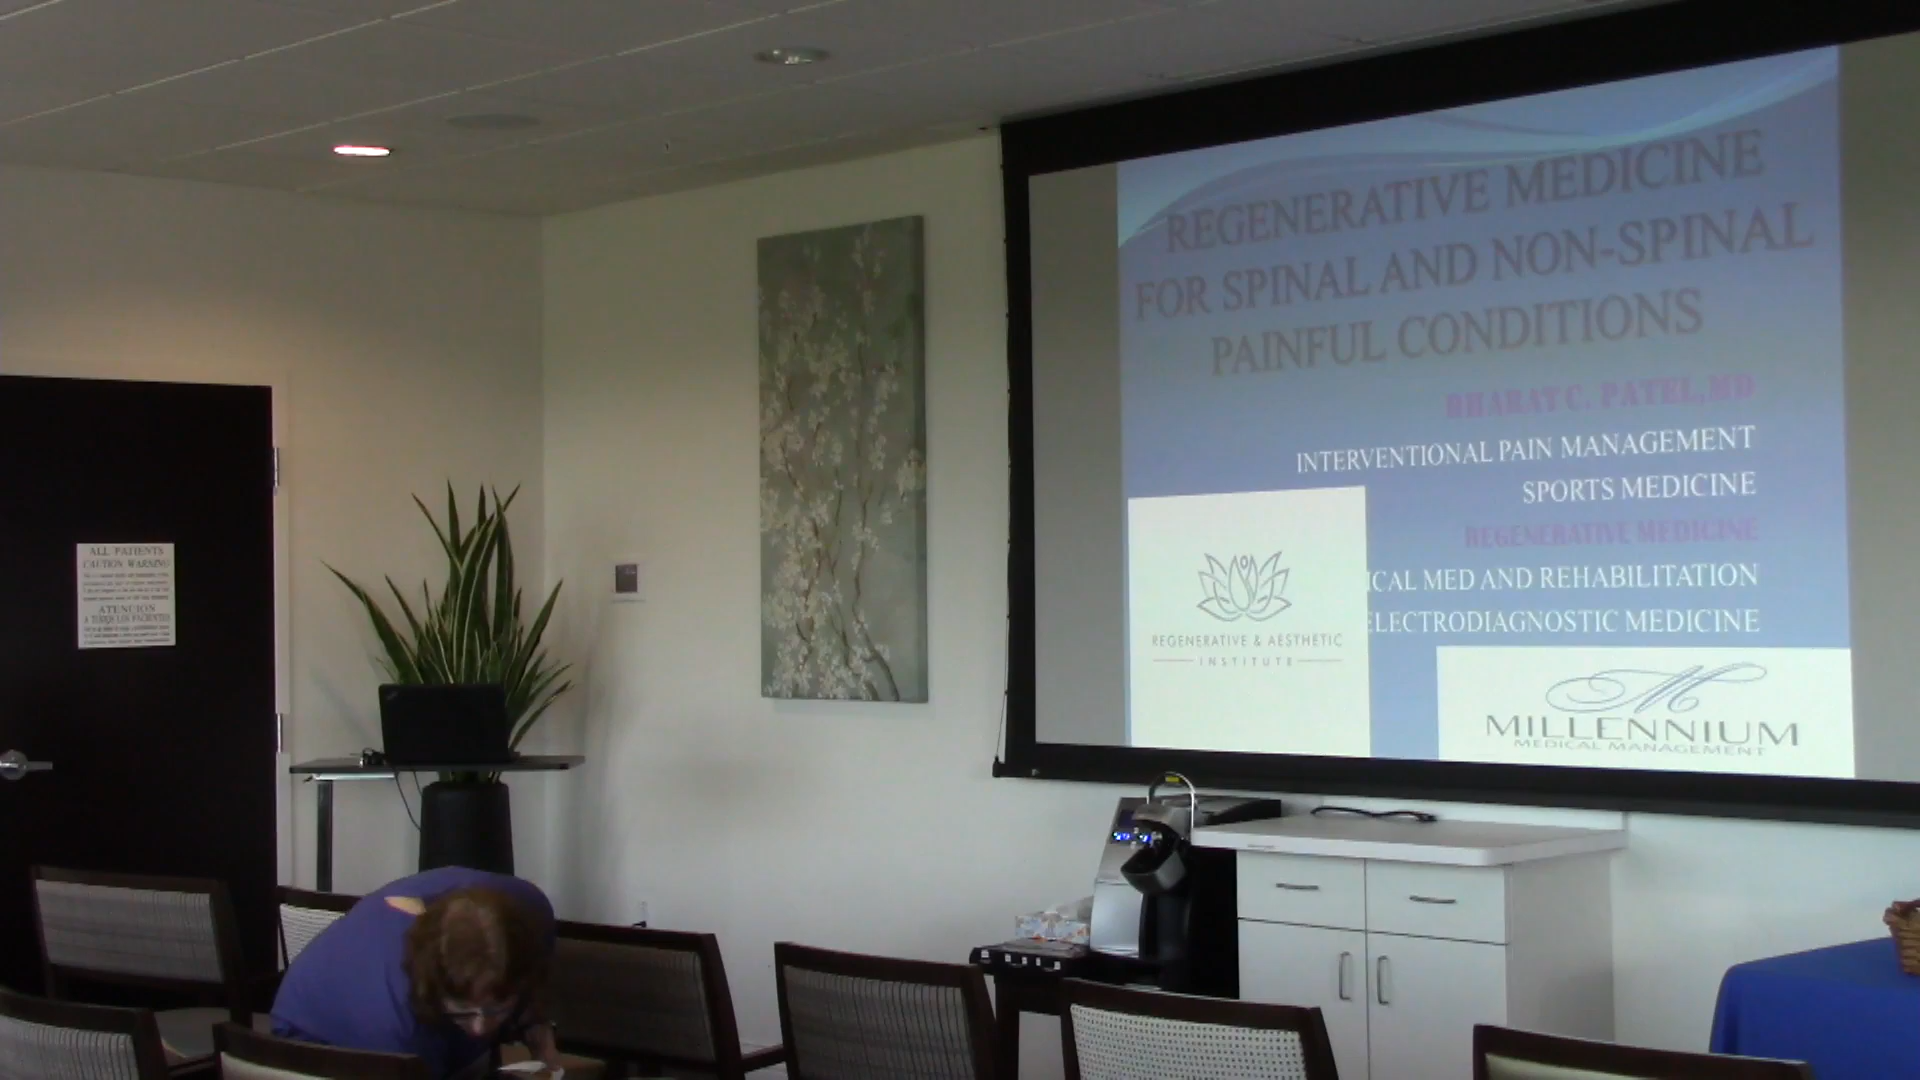 ALL PATIENTS
CAUTION WARNING
ATENCION
A TODOS LOS PACIENTES
REGENERATIVE MEDICINE
FOR SPINAL AND NON-SPINAL
PAINFUL CONDITIONS
BHARAT C. PATEL, MD
INTERVENTIONAL PAIN MANAGEMENT
SPORTS MEDICINE
REGENERATIVE MEDICINE
ICAL MED AND REHABILITATION
ELECTRODIAGNOSTIC MEDICINE
REGENERATIVE & AESTHETIC
INSTITUTE
M
MILLENNIUM
MEDICAL MANAGEMENT